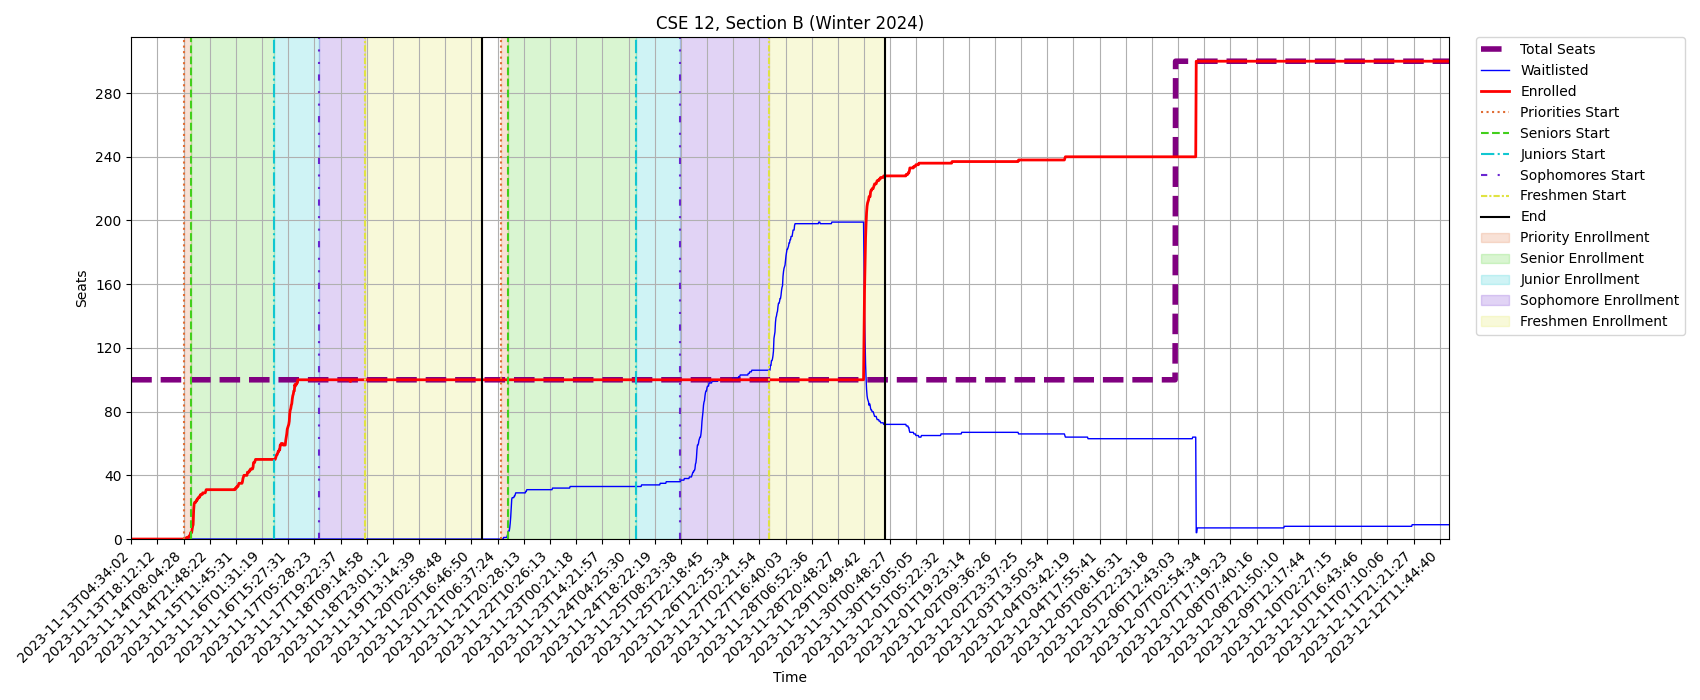 CSE 12, Section B (Winter 2024)
Seats
280
240
200
160
120
80
40
0
2023-11-13T04:34:02
2023-11-13T18:12:12
2023-11-14T08:04:28
2023-11-14T21:48:22
2023-11-15T11:45:31
2023-11-16T01:31:19
2023-11-16T15:27:31
2023-11-17T05:28:23
2023-11-17T19:22:37
2023-11-18T09:14:58
2023-11-18T23:01:12
2023-11-19T13:14:39
2023-11-20T02:58:48
2023-11-20T16:46:50
2023-11-21T06:37:24
2023-11-21T20:28:13
2023-11-22T10:26:13
2023-11-23T00:21:18
2023-11-23T14:21:57
2023-11-24T04:25:30
2023-11-24T18:22:19
2023-11-25T08:23:38
2023-11-25T22:18:45
2023-11-26T12:25:34
2023-11-27T02:21:54
2023-11-27T16:40:03
2023-11-28T06:52:36
2023-11-28T20:48:27
2023-11-29T10:49:42
2023-11-30T00:48:27
2023-11-30T15:05:05
2023-12-01T05:22:32
2023-12-01T19:23:14
2023-12-02T09:36:26
2023-12-02T23:37:25
2023-12-03T13:50:54
2023-12-04T03:42:19
2023-12-04T17:55:41
2023-12-05T08:16:31
2023-12-05T22:23:18
2023-12-06T12:43:03
2023-12-07T02:54:34
2023-12-07T17:19:23
2023-12-08T07:40:16
2023-12-08T21:50:10
2023-12-09T12:17:44
2023-12-10T02:27:15
2023-12-10T16:43:46
2023-12-11T07:10:06
2023-12-11T21:21:27
2023-12-12T11:44:40
Time
Total Seats
Waitlisted
Enrolled
Priorities Start
Seniors Start
Juniors Start
Sophomores Start
Freshmen Start
End
Priority Enrollment
Senior Enrollment
Junior Enrollment
Sophomore Enrollment
Freshmen Enrollment